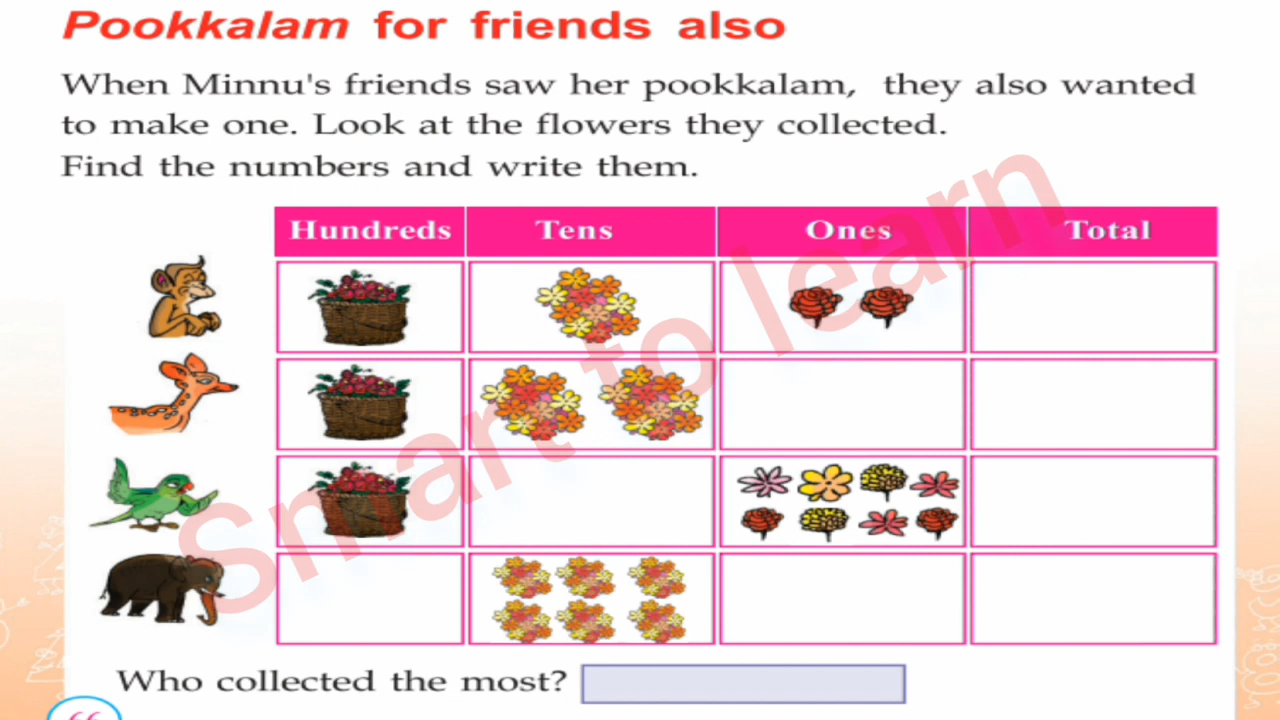 Pookkalam for friends also
When Minnu's friends saw her pookkalam, they also wanted
to make one. Look at the flowers they collected.
Find the numbers and write them.
Hundreds Tens Ones Total
Smart to learn
Who collected the most?
66